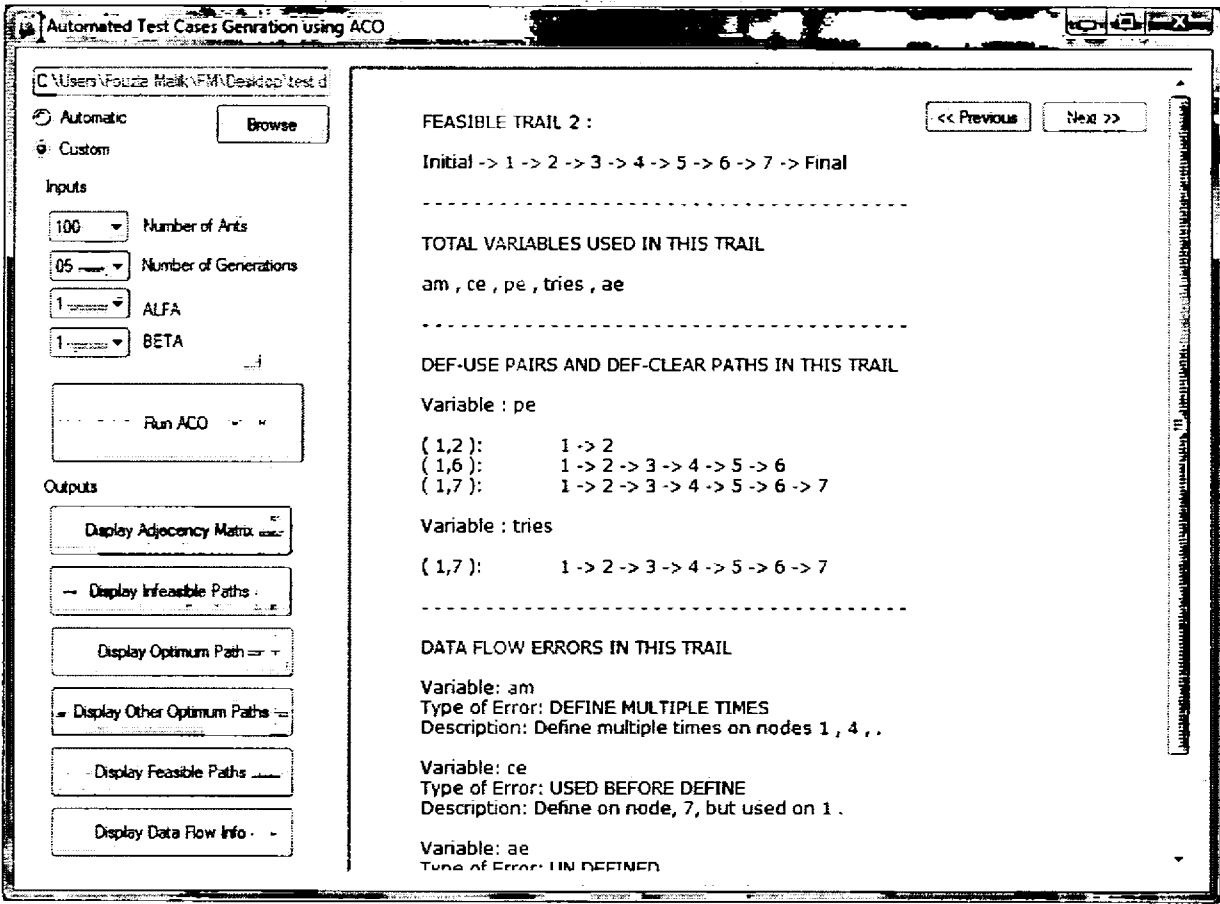 Automated Test Cases Genration using ACO
C:\Users\Fouzia Malik\FM\Desktop\test d
Automatic
Browse
Custom
Inputs
100 Number of Ants
05 Number of Generations
1 ALFA
1 BETA
Run ACO
Outputs
Display Adjecency Matrix
Display Infeasible Paths
Display Optimum Path
Display Other Optimum Paths
Display Feasible Paths
Display Data Flow Info
<< Previous
Next >>
FEASIBLE TRAIL 2 :
Initial -> 1 -> 2 -> 3 -> 4 -> 5 -> 6 -> 7 -> Final
- - - - - - - - - - - - - - - - - - - - - - - - - - - - - - - - - - - - -
TOTAL VARIABLES USED IN THIS TRAIL
am , ce , pe , tries , ae
- - - - - - - - - - - - - - - - - - - - - - - - - - - - - - - - - - - - -
DEF-USE PAIRS AND DEF-CLEAR PATHS IN THIS TRAIL
Variable : pe
( 1,2 ): 1 -> 2
( 1,6 ): 1 -> 2 -> 3 -> 4 -> 5 -> 6
( 1,7 ): 1 -> 2 -> 3 -> 4 -> 5 -> 6 -> 7
Variable : tries
( 1,7 ): 1 -> 2 -> 3 -> 4 -> 5 -> 6 -> 7
- - - - - - - - - - - - - - - - - - - - - - - - - - - - - - - - - - - - -
DATA FLOW ERRORS IN THIS TRAIL
Variable: am
Type of Error: DEFINE MULTIPLE TIMES
Description: Define multiple times on nodes 1 , 4 , .
Variable: ce
Type of Error: USED BEFORE DEFINE
Description: Define on node, 7, but used on 1 .
Variable: ae
Type of Error: UN DEFINED